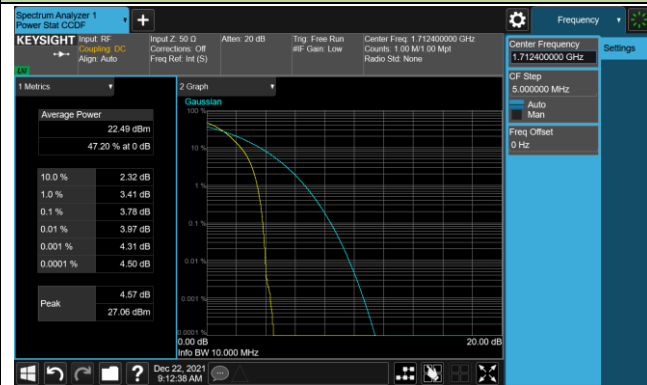 Spectrum Analyzer 1
Power Stat CCDF
Frequency
KEYSIGHT
Input: RF
Coupling: DC
Align: Auto
Input Z: 50 Ω
Corrections: Off
Freq Ref: Int (S)
Atten: 20 dB
Trig: Free Run
#IF Gain: Low
Center Freq: 1.712400000 GHz
Counts: 1.00 M/1.00 Mpt
Radio Std: None
Center Frequency
1.712400000 GHz
Settings
CF Step
5.000000 MHz
Auto
Man
Freq Offset
0 Hz
1 Metrics
Average Power
22.49 dBm
47.20 % at 0 dB
10.0 % 2.32 dB
1.0 % 3.41 dB
0.1 % 3.78 dB
0.01 % 3.97 dB
0.001 % 4.31 dB
0.0001 % 4.50 dB
Peak
4.57 dB
27.06 dBm
2 Graph
Gaussian
100 %
10 %
1 %
0.1 %
0.01 %
0.001 %
0.0001 %
0.00 dB
20.00 dB
Info BW 10.000 MHz
Dec 22, 2021
9:12:38 AM